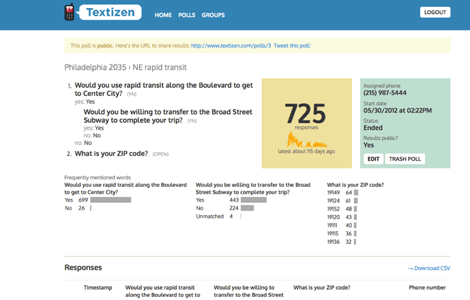 Textizen
HOME POLLS GROUPS
LOGOUT
This poll is public. Here's the URL to share results: http://www.textizen.com/polls/3 Tweet this poll!
Philadelphia 2035 › NE rapid transit
1. Would you use rapid transit along the Boulevard to get
to Center City? (YN)
yes: Yes
Would you be willing to transfer to the Broad Street
Subway to complete your trip? (YN)
yes: Yes
no: No
no: No
2. What is your ZIP code? (OPEN)
725
responses
latest about 115 days ago
Assigned phone
(215) 987-5444
Start date
05/30/2012 at 02:22PM
Status
Ended
Results public?
Yes
EDIT TRASH POLL
Frequently mentioned words
Would you use rapid transit along the Boulevard
to get to Center City?
Yes 699
No 26
Would you be willing to transfer to the Broad
Street Subway to complete your trip?
Yes 443
No 224
Unmatched 4
What is your ZIP code?
19149 64
19124 61
19152 48
19120 43
19111 40
19115 36
19136 32
Responses
→ Download CSV
Timestamp
Would you use rapid transit
along the Boulevard to get to
Would you be willing to
transfer to the Broad Street
What is your ZIP code?
Phone number